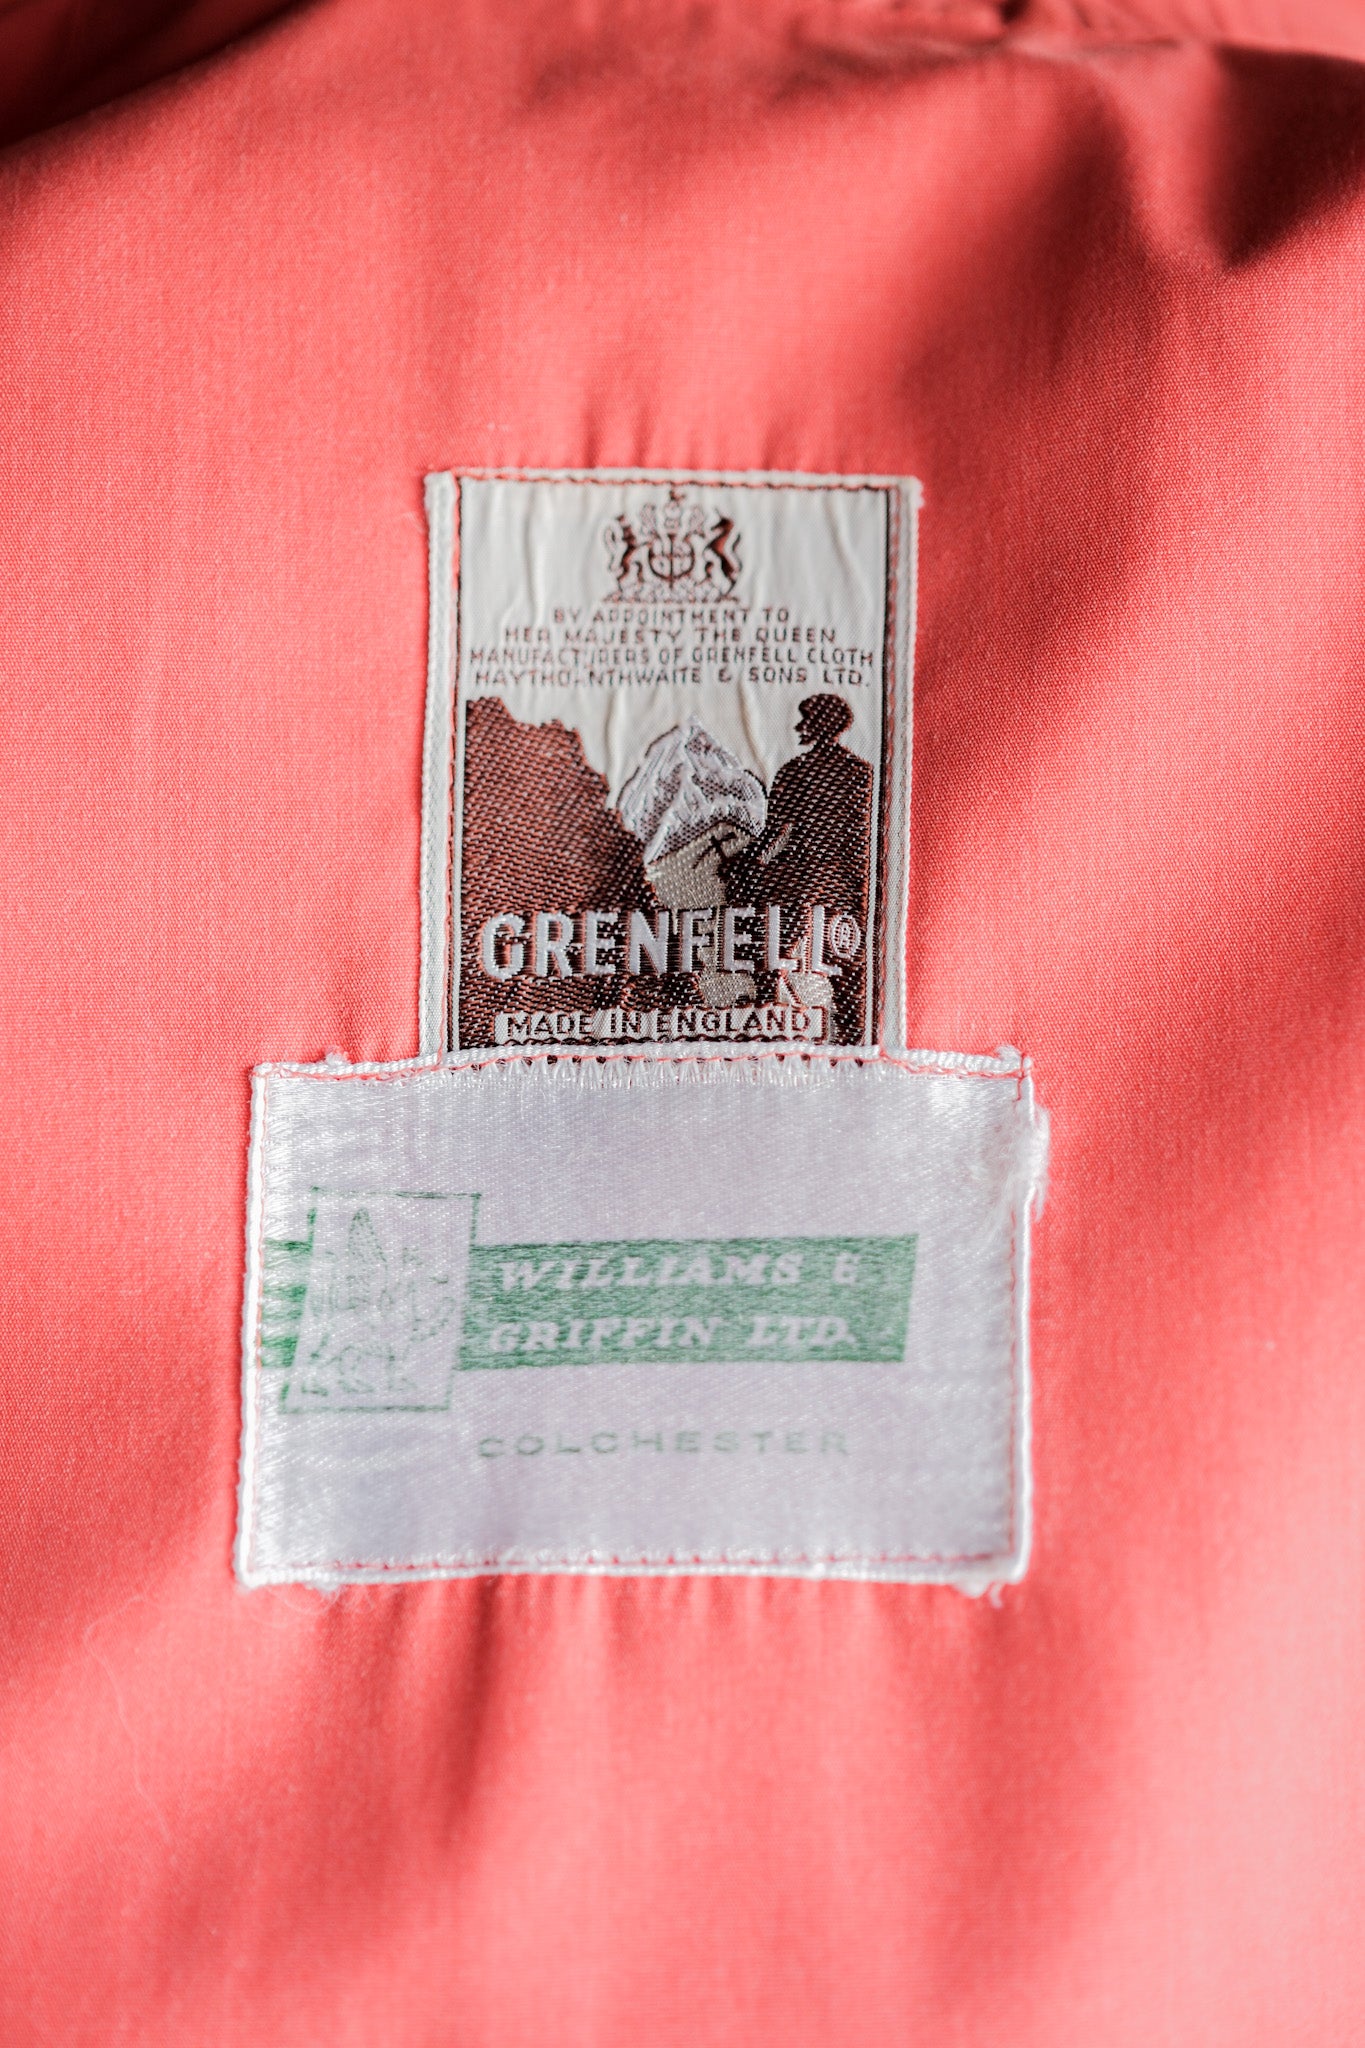 BY APPOINTMENT TO
HER MAJESTY THE QUEEN
MANUFACTURERS OF GRENFELL CLOTH
HAYTHORNTHWAITE & SONS LTD.
GRENFELL®
MADE IN ENGLAND
WILLIAMS &
GRIFFIN LTD.
COLCHESTER